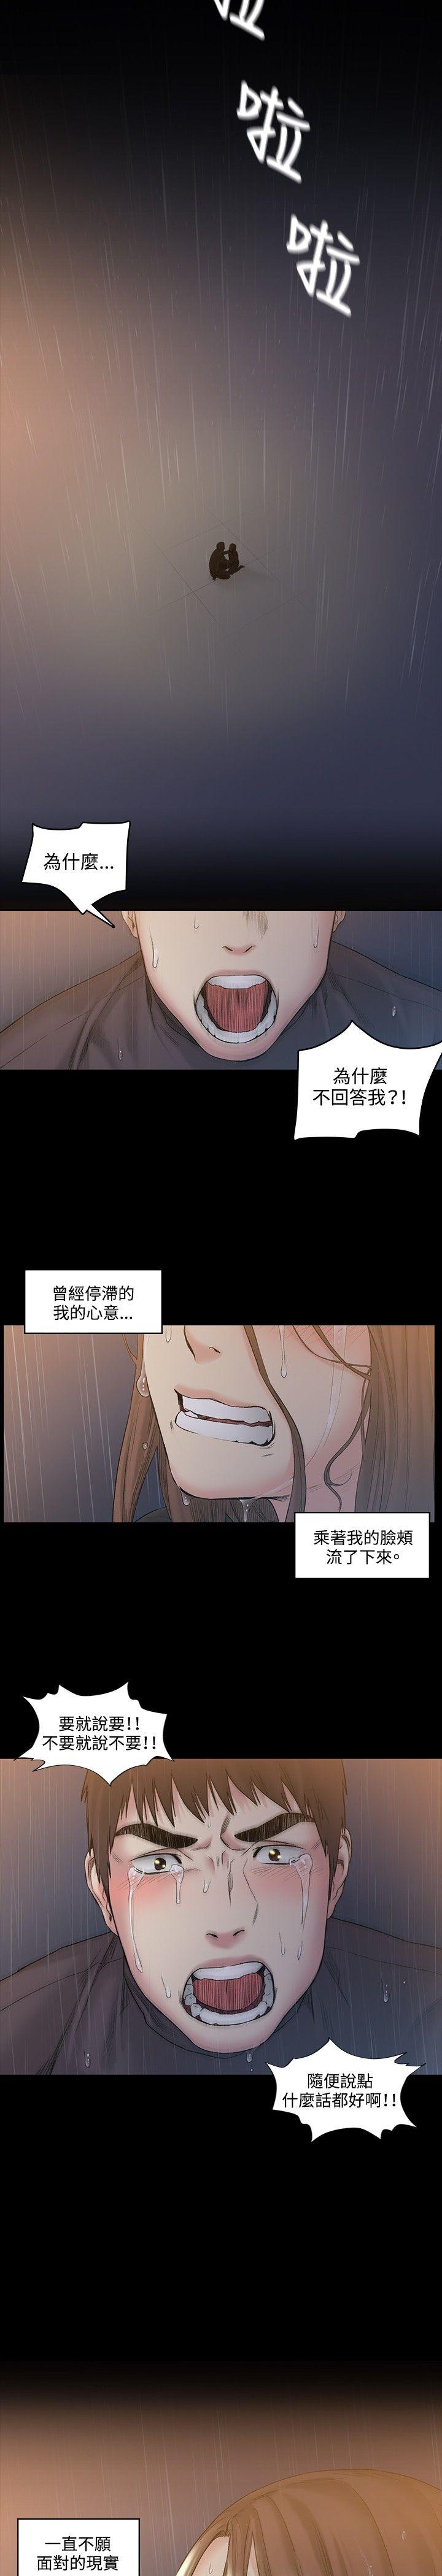 啦
啦
啦
為什麼...
為什麼
不回答我?!
曾經停滯的
我的心意...
乘著我的臉頰
流了下來。
要就說要!!
不要就說不要!!
隨便說點
什麼話都好啊!!
一直不願
面對的現實